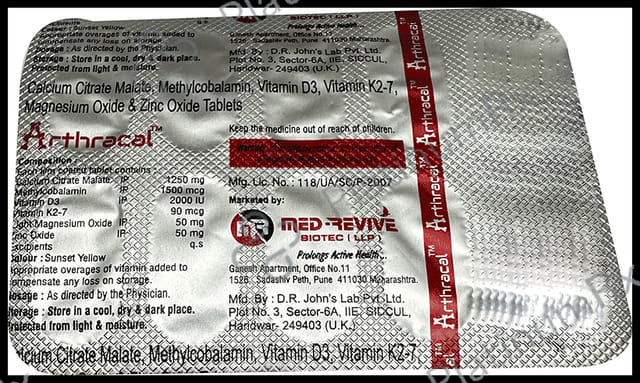 Colour : Sunset Yellow
Appropriate overages of vitamin added to
compensate any loss on storage.
Dosage : As directed by the Physician.
Storage : Store in a cool, dry & dark place.
Protected from light & moisture.
BIOTEC ( LLP )
Prolongs Active Health...
Ganesh Apartment, Office No.11
1526, Sadashiv Peth, Pune 411030 Maharashtra.
Mfd. By : D.R. John's Lab Pvt. Ltd.
Plot No. 3, Sector-6A, IIE, SIDCUL,
Haridwar- 249403 (U.K.)
Calcium Citrate Malate, Methylcobalamin, Vitamin D3, Vitamin K2-7,
Magnesium Oxide & Zinc Oxide Tablets
Arthracal™
Composition :
Each film coated tablet contains :
Calcium Citrate Malate IP 1250 mg
Methylcobalamin IP 1500 mcg
Vitamin D3 IP 2000 IU
Vitamin K2-7 90 mcg
Light Magnesium Oxide IP 50 mg
Zinc Oxide IP 50 mg
Excipients q.s
Colour : Sunset Yellow
Appropriate overages of vitamin added to
compensate any loss on storage.
Dosage : As directed by the Physician.
Storage : Store in a cool, dry & dark place.
Protected from light & moisture.
Keep the medicine out of reach of children.
Warning :
Mfg. Lic No. : 118/UA/SC/P-2007
Marketed by :
MED-REVIVE
BIOTEC ( LLP )
Prolongs Active Health...
Ganesh Apartment, Office No.11
1526, Sadashiv Peth, Pune 411030 Maharashtra.
Mfd. By : D.R. John's Lab Pvt. Ltd.
Plot No. 3, Sector-6A, IIE, SIDCUL,
Haridwar- 249403 (U.K.)
Calcium Citrate Malate, Methylcobalamin, Vitamin D3, Vitamin K2-7,
Arthracal™
Arthracal™
Arthracal™
Arthracal™